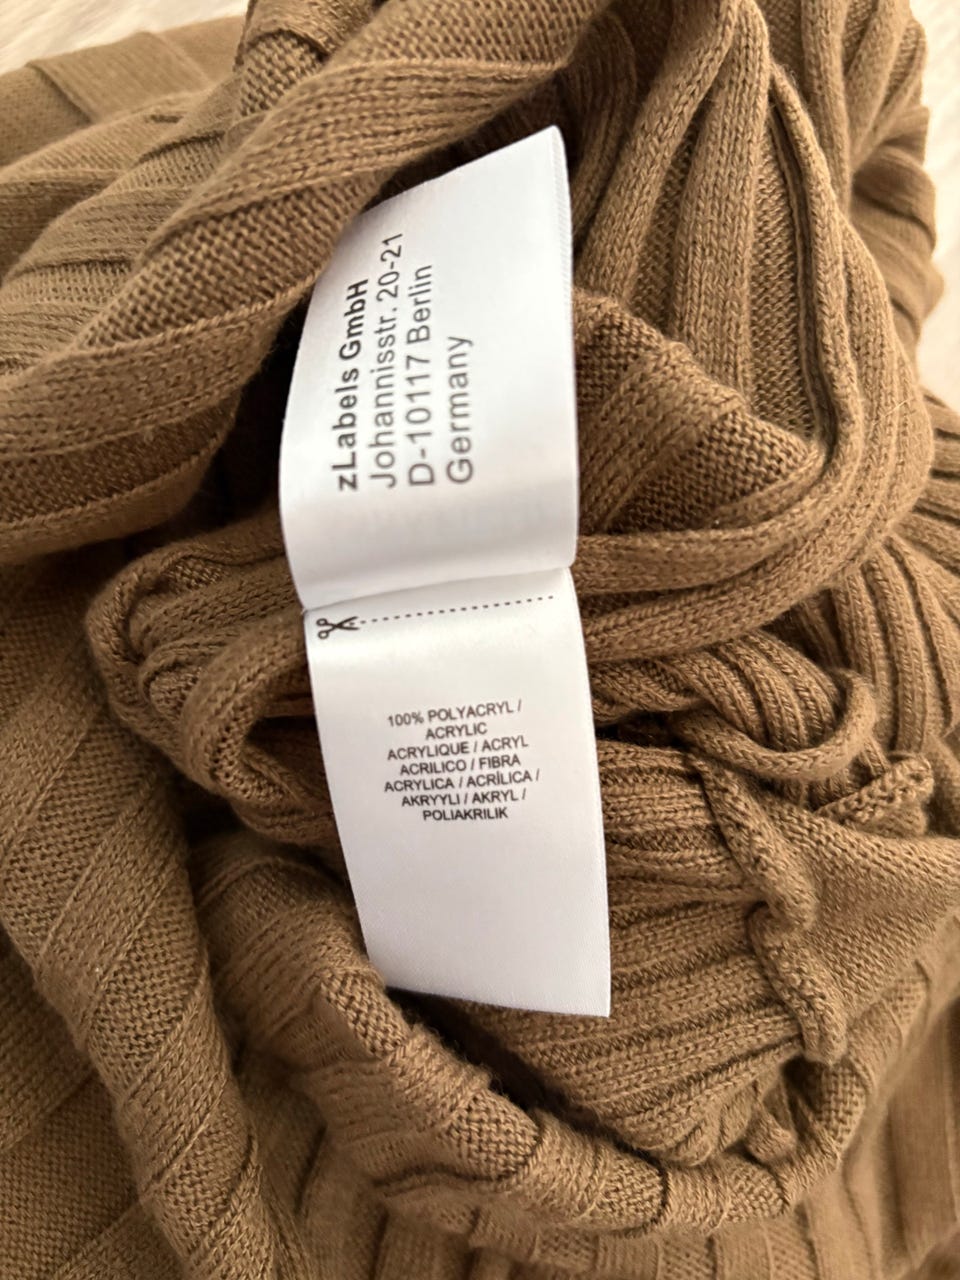 zLabels GmbH
Johannisstr. 20-21
D-10117 Berlin
Germany
100% POLYACRYL /
ACRYLIC
ACRYLIQUE / ACRYL
ACRILICO / FIBRA
ACRYLICA / ACRÍLICA /
AKRYYLI / AKRYL /
POLIAKRILIK